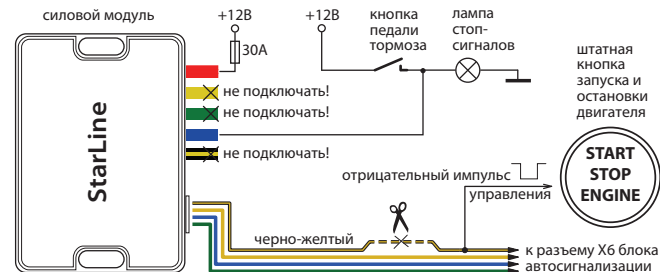 силовой модуль
StarLine
+12В
30А
не подключать!
не подключать!
не подключать!
+12В
кнопка
педали
тормоза
лампа
стоп-
сигналов
штатная
кнопка
запуска и
остановки
двигателя
START
STOP
ENGINE
отрицательный импульс
управления
черно-желтый
к разъему X6 блока
автосигнализации